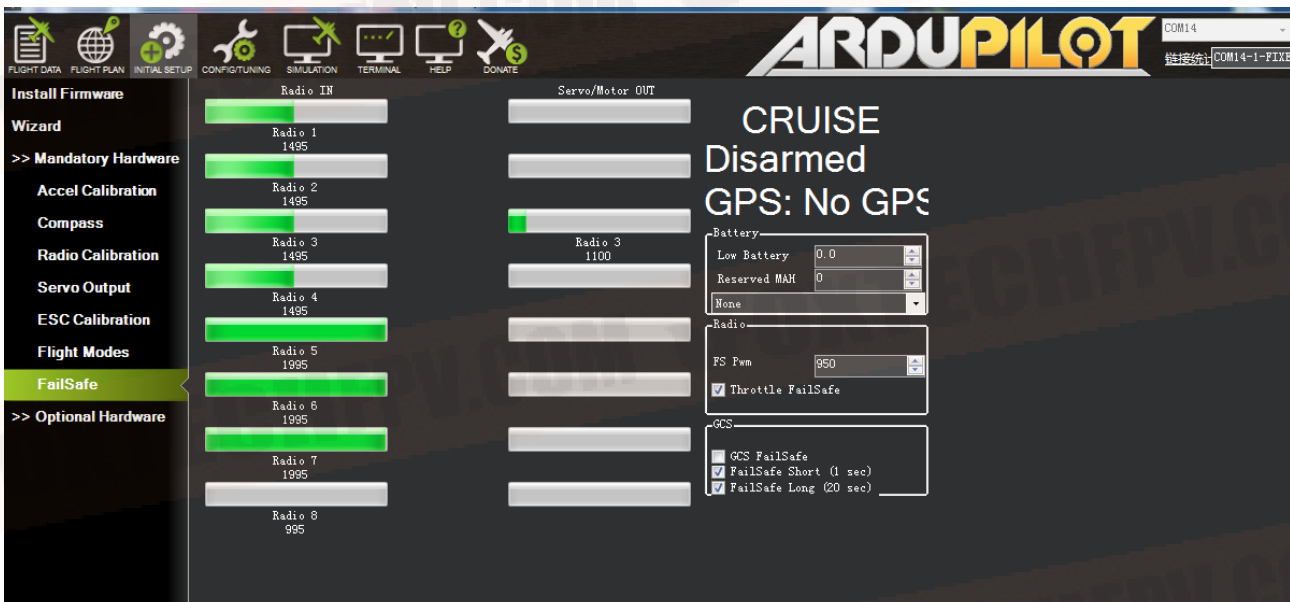 ARDUPILOT
COM14
链接统计 COM14-1-FIXE
FLIGHT DATA FLIGHT PLAN INITIAL SETUP CONFIG/TUNING SIMULATION TERMINAL HELP DONATE
Install Firmware
Wizard
>> Mandatory Hardware
Accel Calibration
Compass
Radio Calibration
Servo Output
ESC Calibration
Flight Modes
FailSafe
>> Optional Hardware
Radio IN
Radio 1
1495
Radio 2
1495
Radio 3
1495
Radio 4
1495
Radio 5
1995
Radio 6
1995
Radio 7
1995
Radio 8
995
Servo/Motor OUT
Radio 3
1100
CRUISE
Disarmed
GPS: No GPS
Battery
Low Battery 0.0
Reserved MAH 0
None
Radio
FS Pwm 950
Throttle FailSafe
GCS
GCS FailSafe
FailSafe Short (1 sec)
FailSafe Long (20 sec)